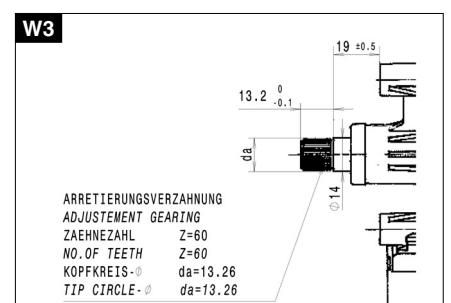 W3
19 ±0.5
13.2 0 -0.1
da
∅14
ARRETIERUNGSVERZAHNUNG
ADJUSTEMENT GEARING
ZAEHNEZAHL Z=60
NO.OF TEETH Z=60
KOPFKREIS-∅ da=13.26
TIP CIRCLE-∅ da=13.26